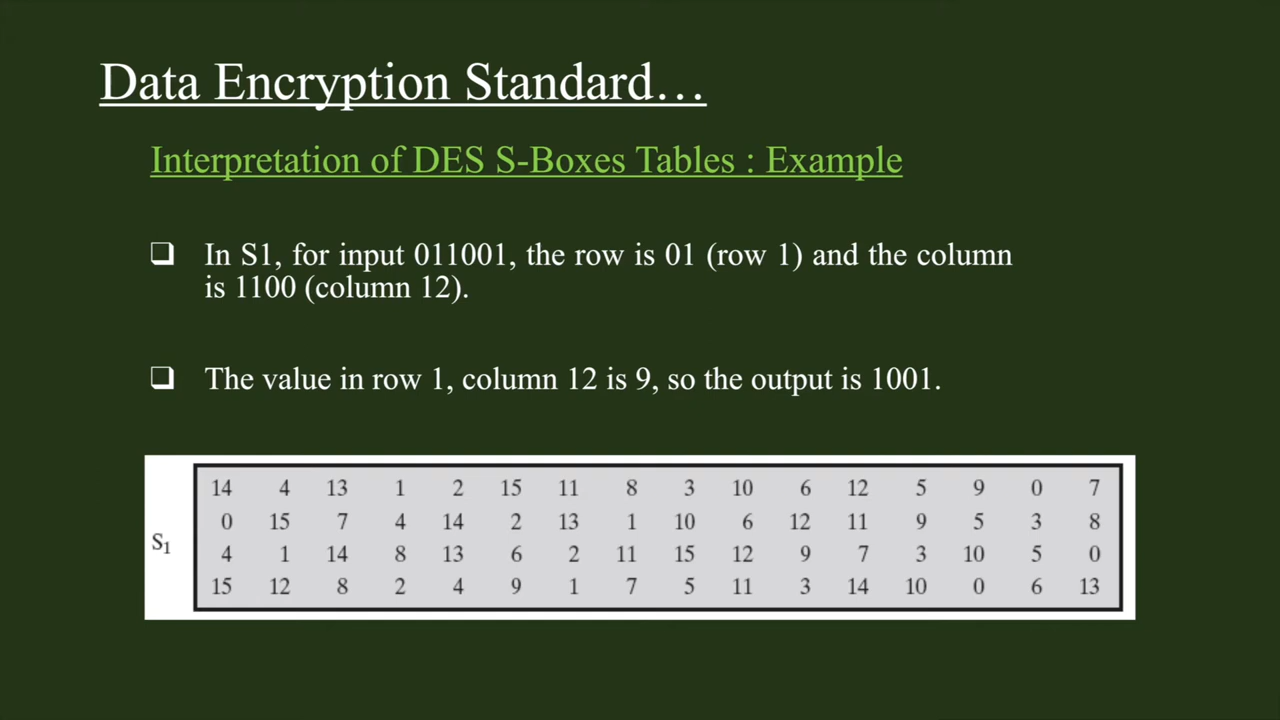 Data Encryption Standard…
Interpretation of DES S-Boxes Tables : Example
❑ In S1, for input 011001, the row is 01 (row 1) and the column
is 1100 (column 12).
❑ The value in row 1, column 12 is 9, so the output is 1001.
14 4 13 1 2 15 11 8 3 10 6 12 5 9 0 7
0 15 7 4 14 2 13 1 10 6 12 11 9 5 3 8
S₁
4 1 14 8 13 6 2 11 15 12 9 7 3 10 5 0
15 12 8 2 4 9 1 7 5 11 3 14 10 0 6 13